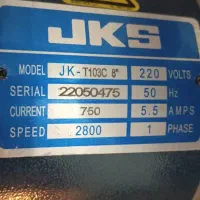 JKS
MODEL JK-T103C 8" 220 VOLTS
SERIAL 22050475 50 Hz
CURRENT 750 5.5 AMPS
SPEED 2800 1 PHASE